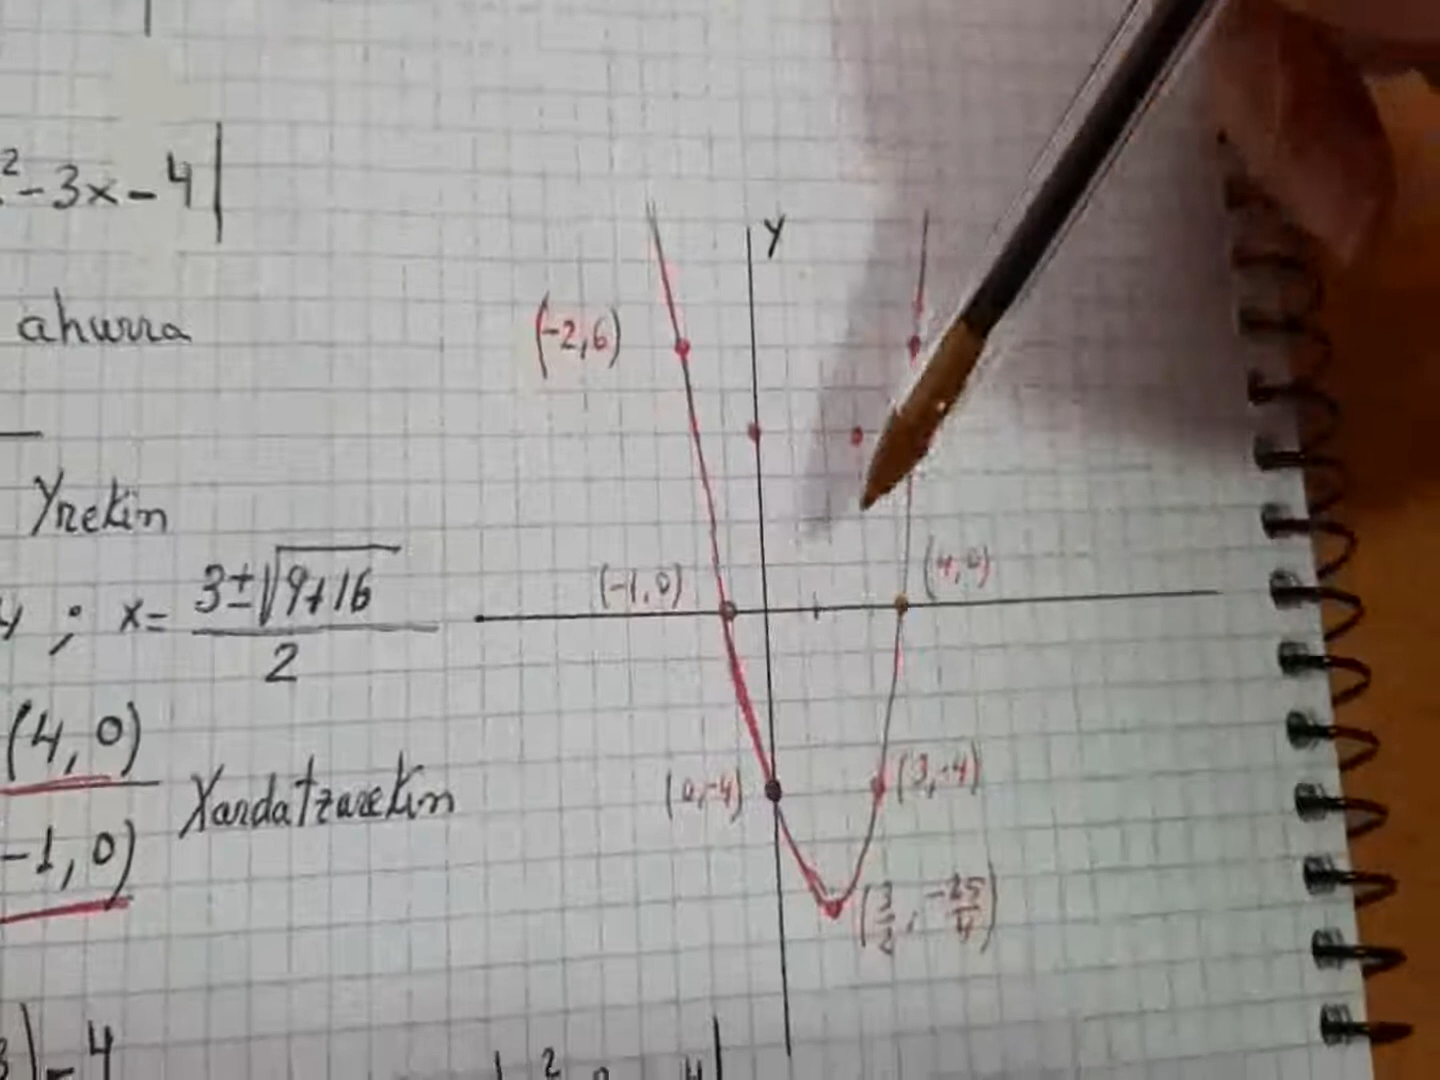 ²-3x-4|
ahurra
Y
(-2,6)
Yrekin
(-1,0)
(4,0)
; x= 3±√9+16 / 2
(4,0)
Xardatzarekin
(0,-4)
(3,-4)
-1,0)
(3/2, -25/4)
|-4